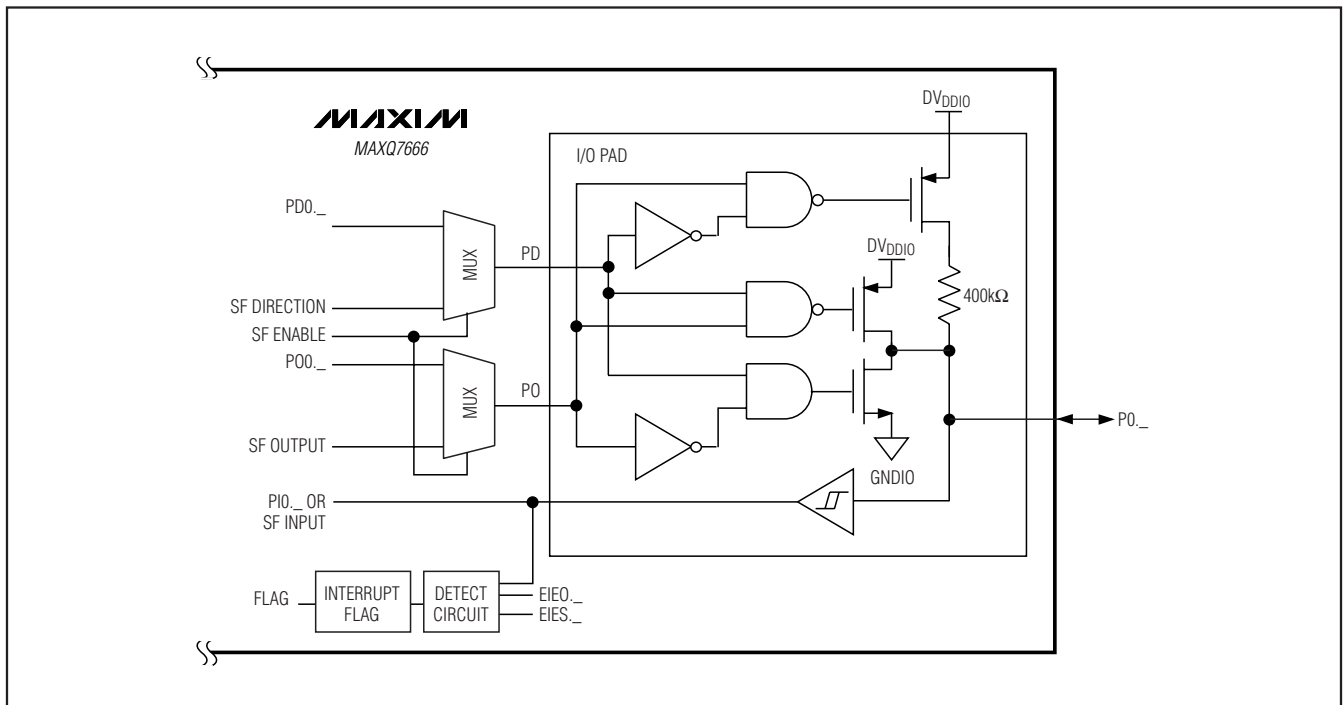 MAXIM
MAXQ7666
I/O PAD
DVDDIO
PD0._
MUX
PD
SF DIRECTION
SF ENABLE
DVDDIO
400kΩ
PO0._
MUX
PO
SF OUTPUT
GNDIO
P0._
PI0._ OR
SF INPUT
FLAG
INTERRUPT
FLAG
DETECT
CIRCUIT
EIEO._
EIES._